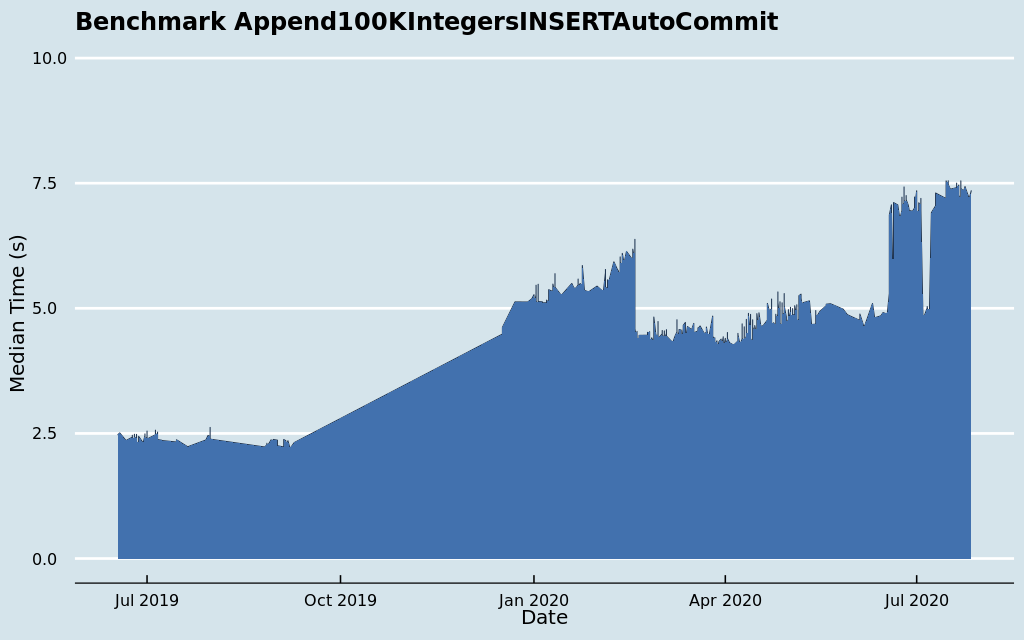 Benchmark Append100KIntegersINSERTAutoCommit
Median Time (s)
10.0
7.5
5.0
2.5
0.0
Jul 2019
Oct 2019
Jan 2020
Apr 2020
Jul 2020
Date